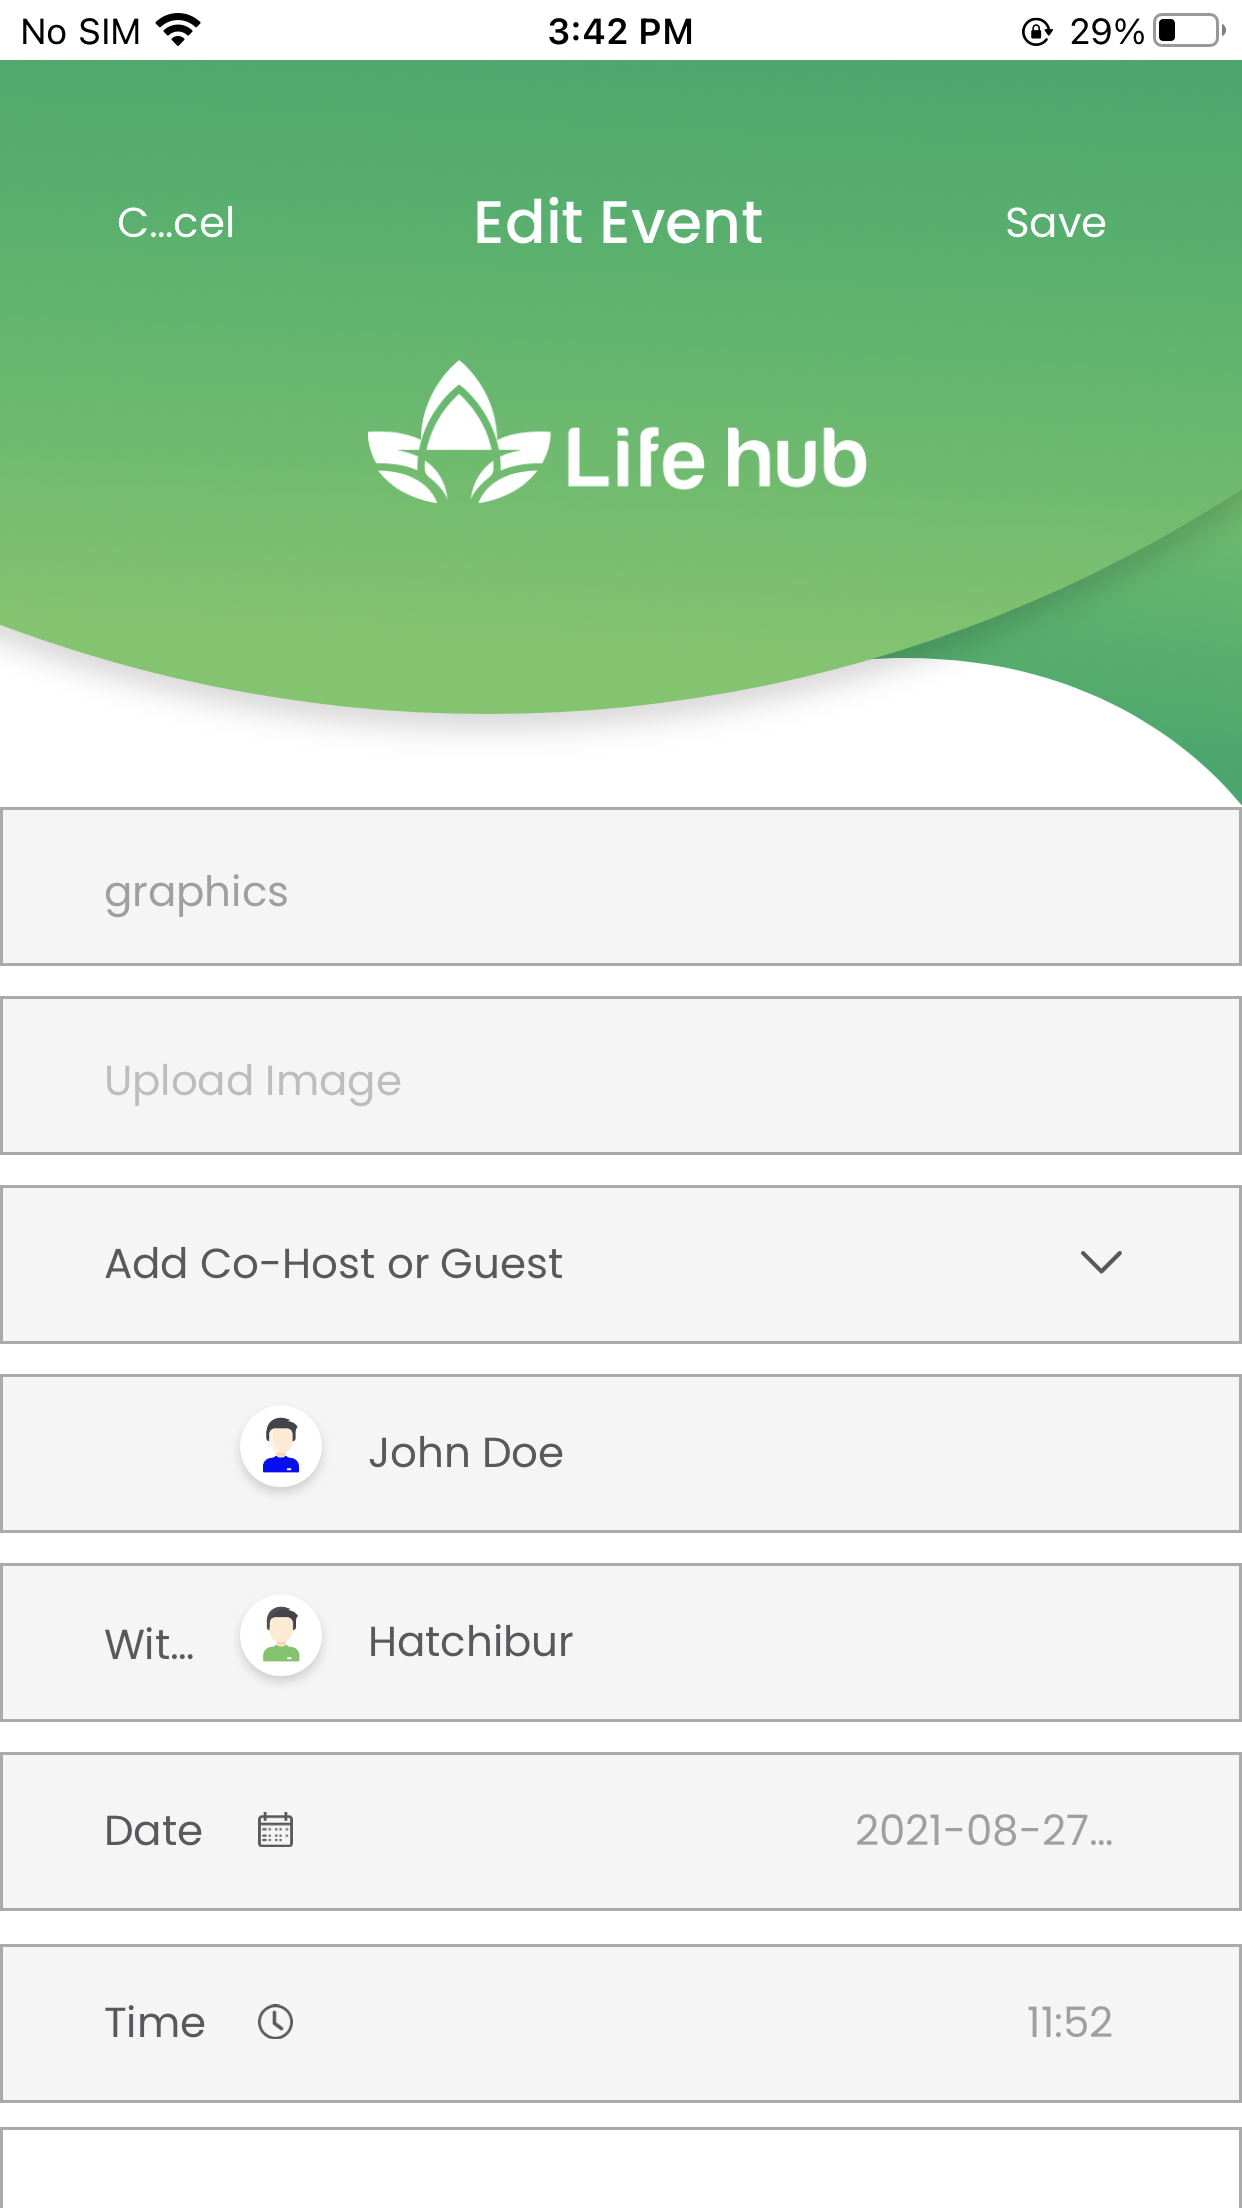 No SIM 3:42 PM 29%
C...cel Edit Event Save
Life hub
graphics
Upload Image
Add Co-Host or Guest
John Doe
Wit... Hatchibur
Date 2021-08-27...
Time 11:52